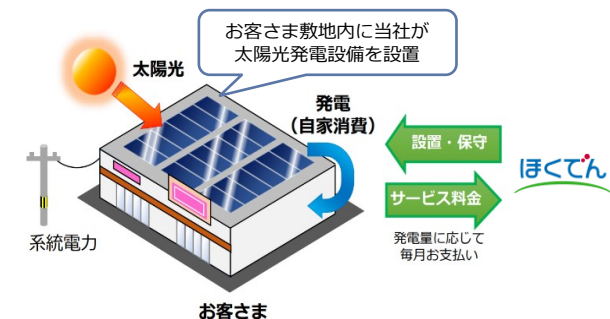 お客さま敷地内に当社が
太陽光発電設備を設置
太陽光
発電
（自家消費）
設置・保守
ほくでん
サービス料金
発電量に応じて
毎月お支払い
系統電力
お客さま